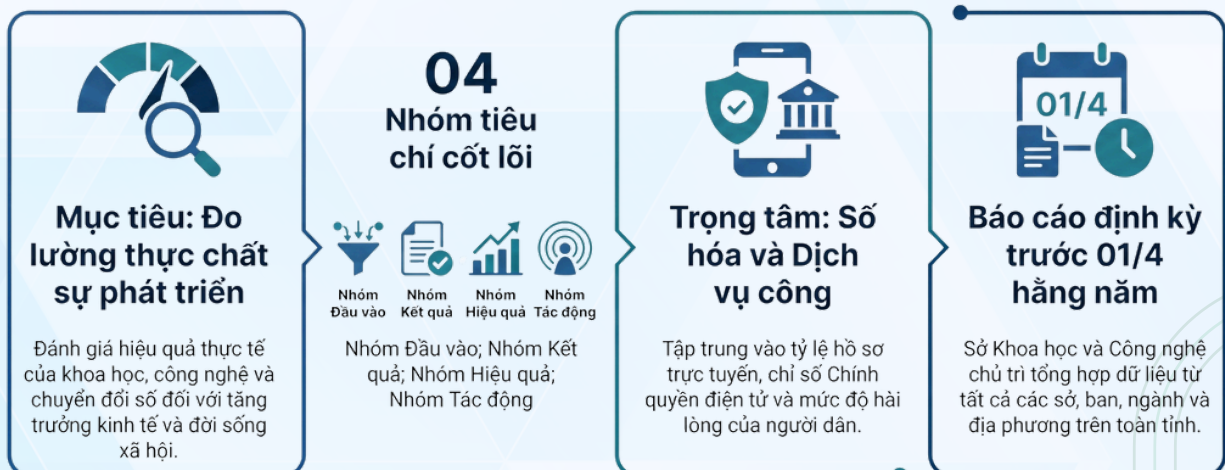 Mục tiêu: Đo
lường thực chất
sự phát triển
Đánh giá hiệu quả thực tế
của khoa học, công nghệ và
chuyển đổi số đối với tăng
trưởng kinh tế và đời sống
xã hội.
04
Nhóm tiêu
chí cốt lõi
Nhóm
Đầu vào
Nhóm
Kết quả
Nhóm
Hiệu quả
Nhóm
Tác động
Nhóm Đầu vào; Nhóm Kết
quả; Nhóm Hiệu quả;
Nhóm Tác động
Trọng tâm: Số
hóa và Dịch
vụ công
Tập trung vào tỷ lệ hồ sơ
trực tuyến, chỉ số Chính
quyền điện tử và mức độ hài
lòng của người dân.
01/4
Báo cáo định kỳ
trước 01/4
hằng năm
Sở Khoa học và Công nghệ
chủ trì tổng hợp dữ liệu từ
tất cả các sở, ban, ngành và
địa phương trên toàn tỉnh.